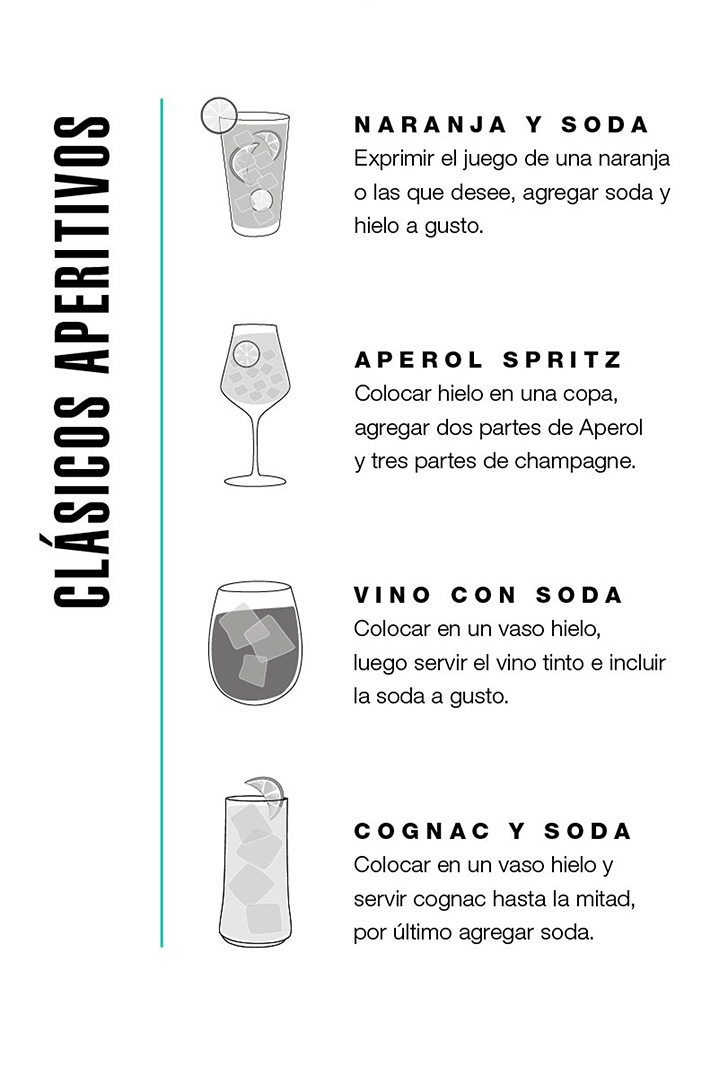 CLÁSICOS APERITIVOS
NARANJA Y SODA
Exprimir el juego de una naranja
o las que desee, agregar soda y
hielo a gusto.
APEROL SPRITZ
Colocar hielo en una copa,
agregar dos partes de Aperol
y tres partes de champagne.
VINO CON SODA
Colocar en un vaso hielo,
luego servir el vino tinto e incluir
la soda a gusto.
COGNAC Y SODA
Colocar en un vaso hielo y
servir cognac hasta la mitad,
por último agregar soda.